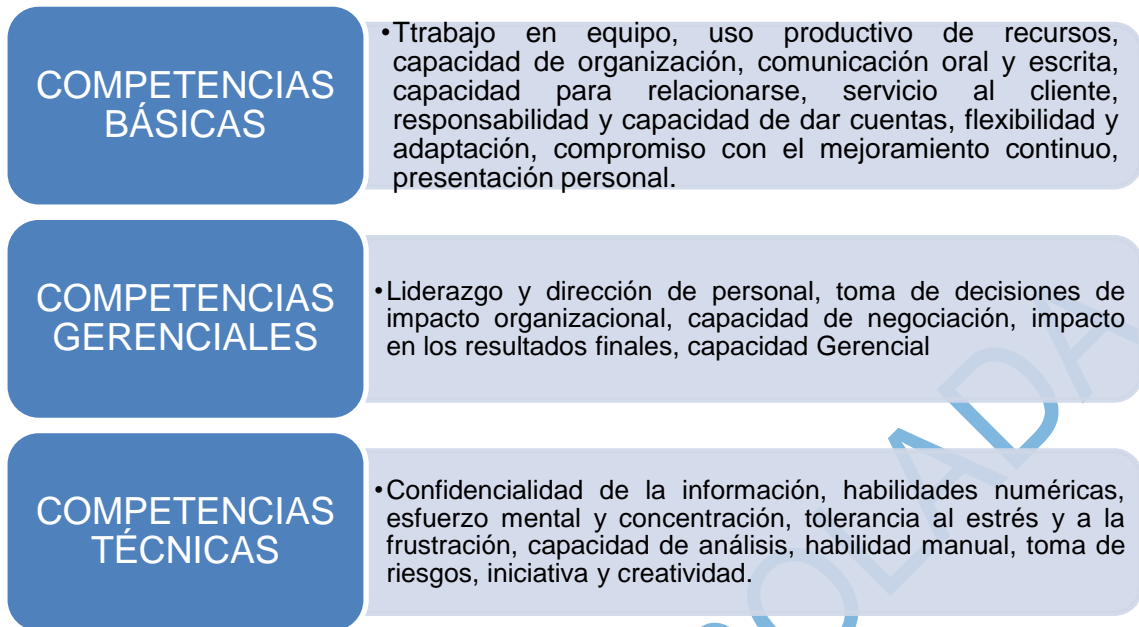 COMPETENCIAS
BÁSICAS
•Ttrabajo en equipo, uso productivo de recursos,
capacidad de organización, comunicación oral y escrita,
capacidad para relacionarse, servicio al cliente,
responsabilidad y capacidad de dar cuentas, flexibilidad y
adaptación, compromiso con el mejoramiento continuo,
presentación personal.
COMPETENCIAS
GERENCIALES
•Liderazgo y dirección de personal, toma de decisiones de
impacto organizacional, capacidad de negociación, impacto
en los resultados finales, capacidad Gerencial
COMPETENCIAS
TÉCNICAS
•Confidencialidad de la información, habilidades numéricas,
esfuerzo mental y concentración, tolerancia al estrés y a la
frustración, capacidad de análisis, habilidad manual, toma de
riesgos, iniciativa y creatividad.
OLADA